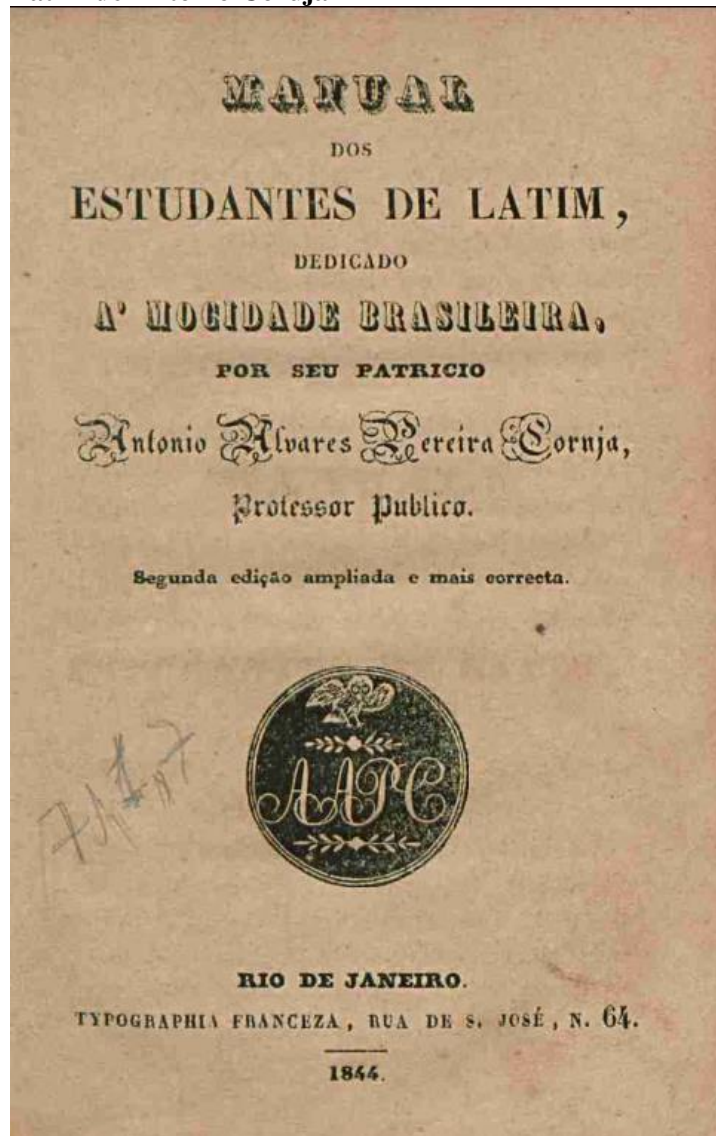 MANUAL
DOS
ESTUDANTES DE LATIM,
DEDICADO
A' MOCIDADE BRASILEIRA,
POR SEU PATRICIO
Antonio Alvares Pereira Coruja,
Professor Publico.
Segunda edição ampliada e mais correcta.
AAPC
RIO DE JANEIRO.
TYPOGRAPHIA FRANCEZA, RUA DE S. JOSÉ, N. 64.
1844.